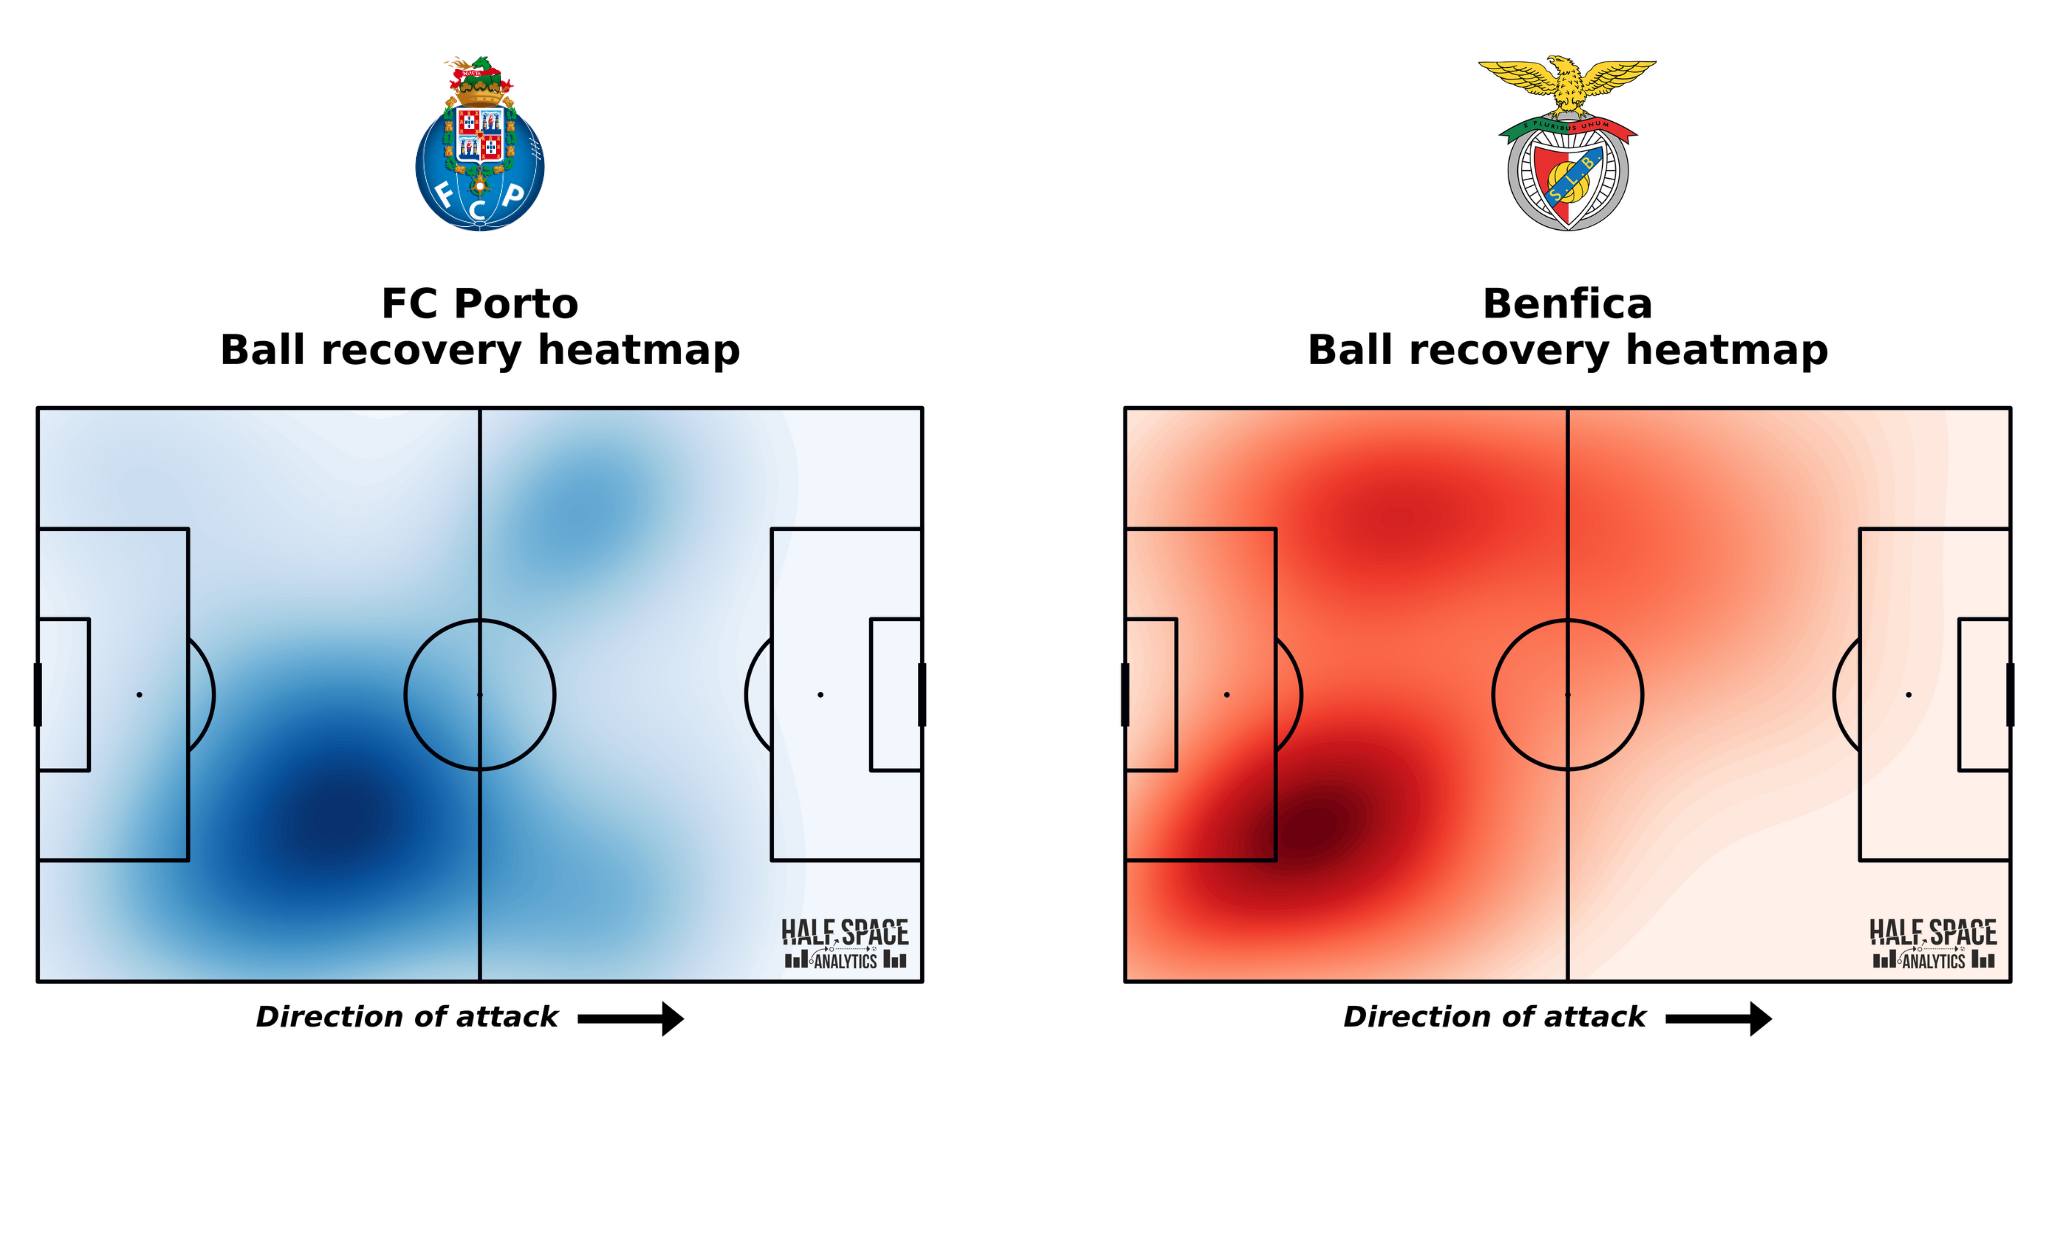 F C P
E PLURIBUS UNUM
S. L. B.
FC Porto
Ball recovery heatmap
Benfica
Ball recovery heatmap
HALF SPACE
ANALYTICS
HALF SPACE
ANALYTICS
Direction of attack
Direction of attack